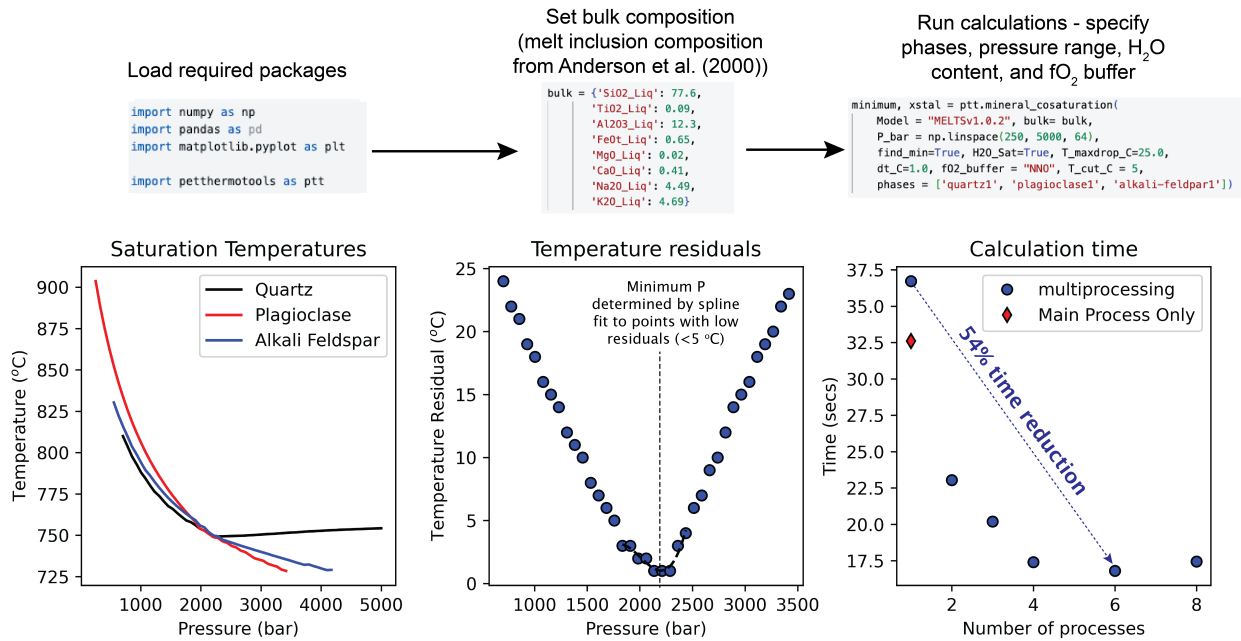 Load required packages
import numpy as np
import pandas as pd
import matplotlib.pyplot as plt
import petthermotools as ptt
Set bulk composition
(melt inclusion composition
from Anderson et al. (2000))
bulk = {'SiO2_Liq': 77.6,
'TiO2_Liq': 0.09,
'Al2O3_Liq': 12.3,
'FeOt_Liq': 0.65,
'MgO_Liq': 0.02,
'CaO_Liq': 0.41,
'Na2O_Liq': 4.49,
'K2O_Liq': 4.69}
Run calculations - specify
phases, pressure range, H2O
content, and fO2 buffer
minimum, xstal = ptt.mineral_cosaturation(
Model = "MELTSv1.0.2", bulk= bulk,
P_bar = np.linspace(250, 5000, 64),
find_min=True, H2O_Sat=True, T_maxdrop_C=25.0,
dt_C=1.0, fO2_buffer = "NNO", T_cut_C = 5,
phases = ['quartz1', 'plagioclase1', 'alkali-feldpar1'])
Saturation Temperatures
Quartz
Plagioclase
Alkali Feldspar
Temperature (oC)
900
875
850
825
800
775
750
725
1000 2000 3000 4000 5000
Pressure (bar)
Temperature residuals
Minimum P
determined by spline
fit to points with low
residuals (<5 oC)
Temperature Residual (oC)
25
20
15
10
5
0
1000 1500 2000 2500 3000 3500
Pressure (bar)
Calculation time
multiprocessing
Main Process Only
54% time reduction
Time (secs)
37.5
35.0
32.5
30.0
27.5
25.0
22.5
20.0
17.5
2 4 6 8
Number of processes